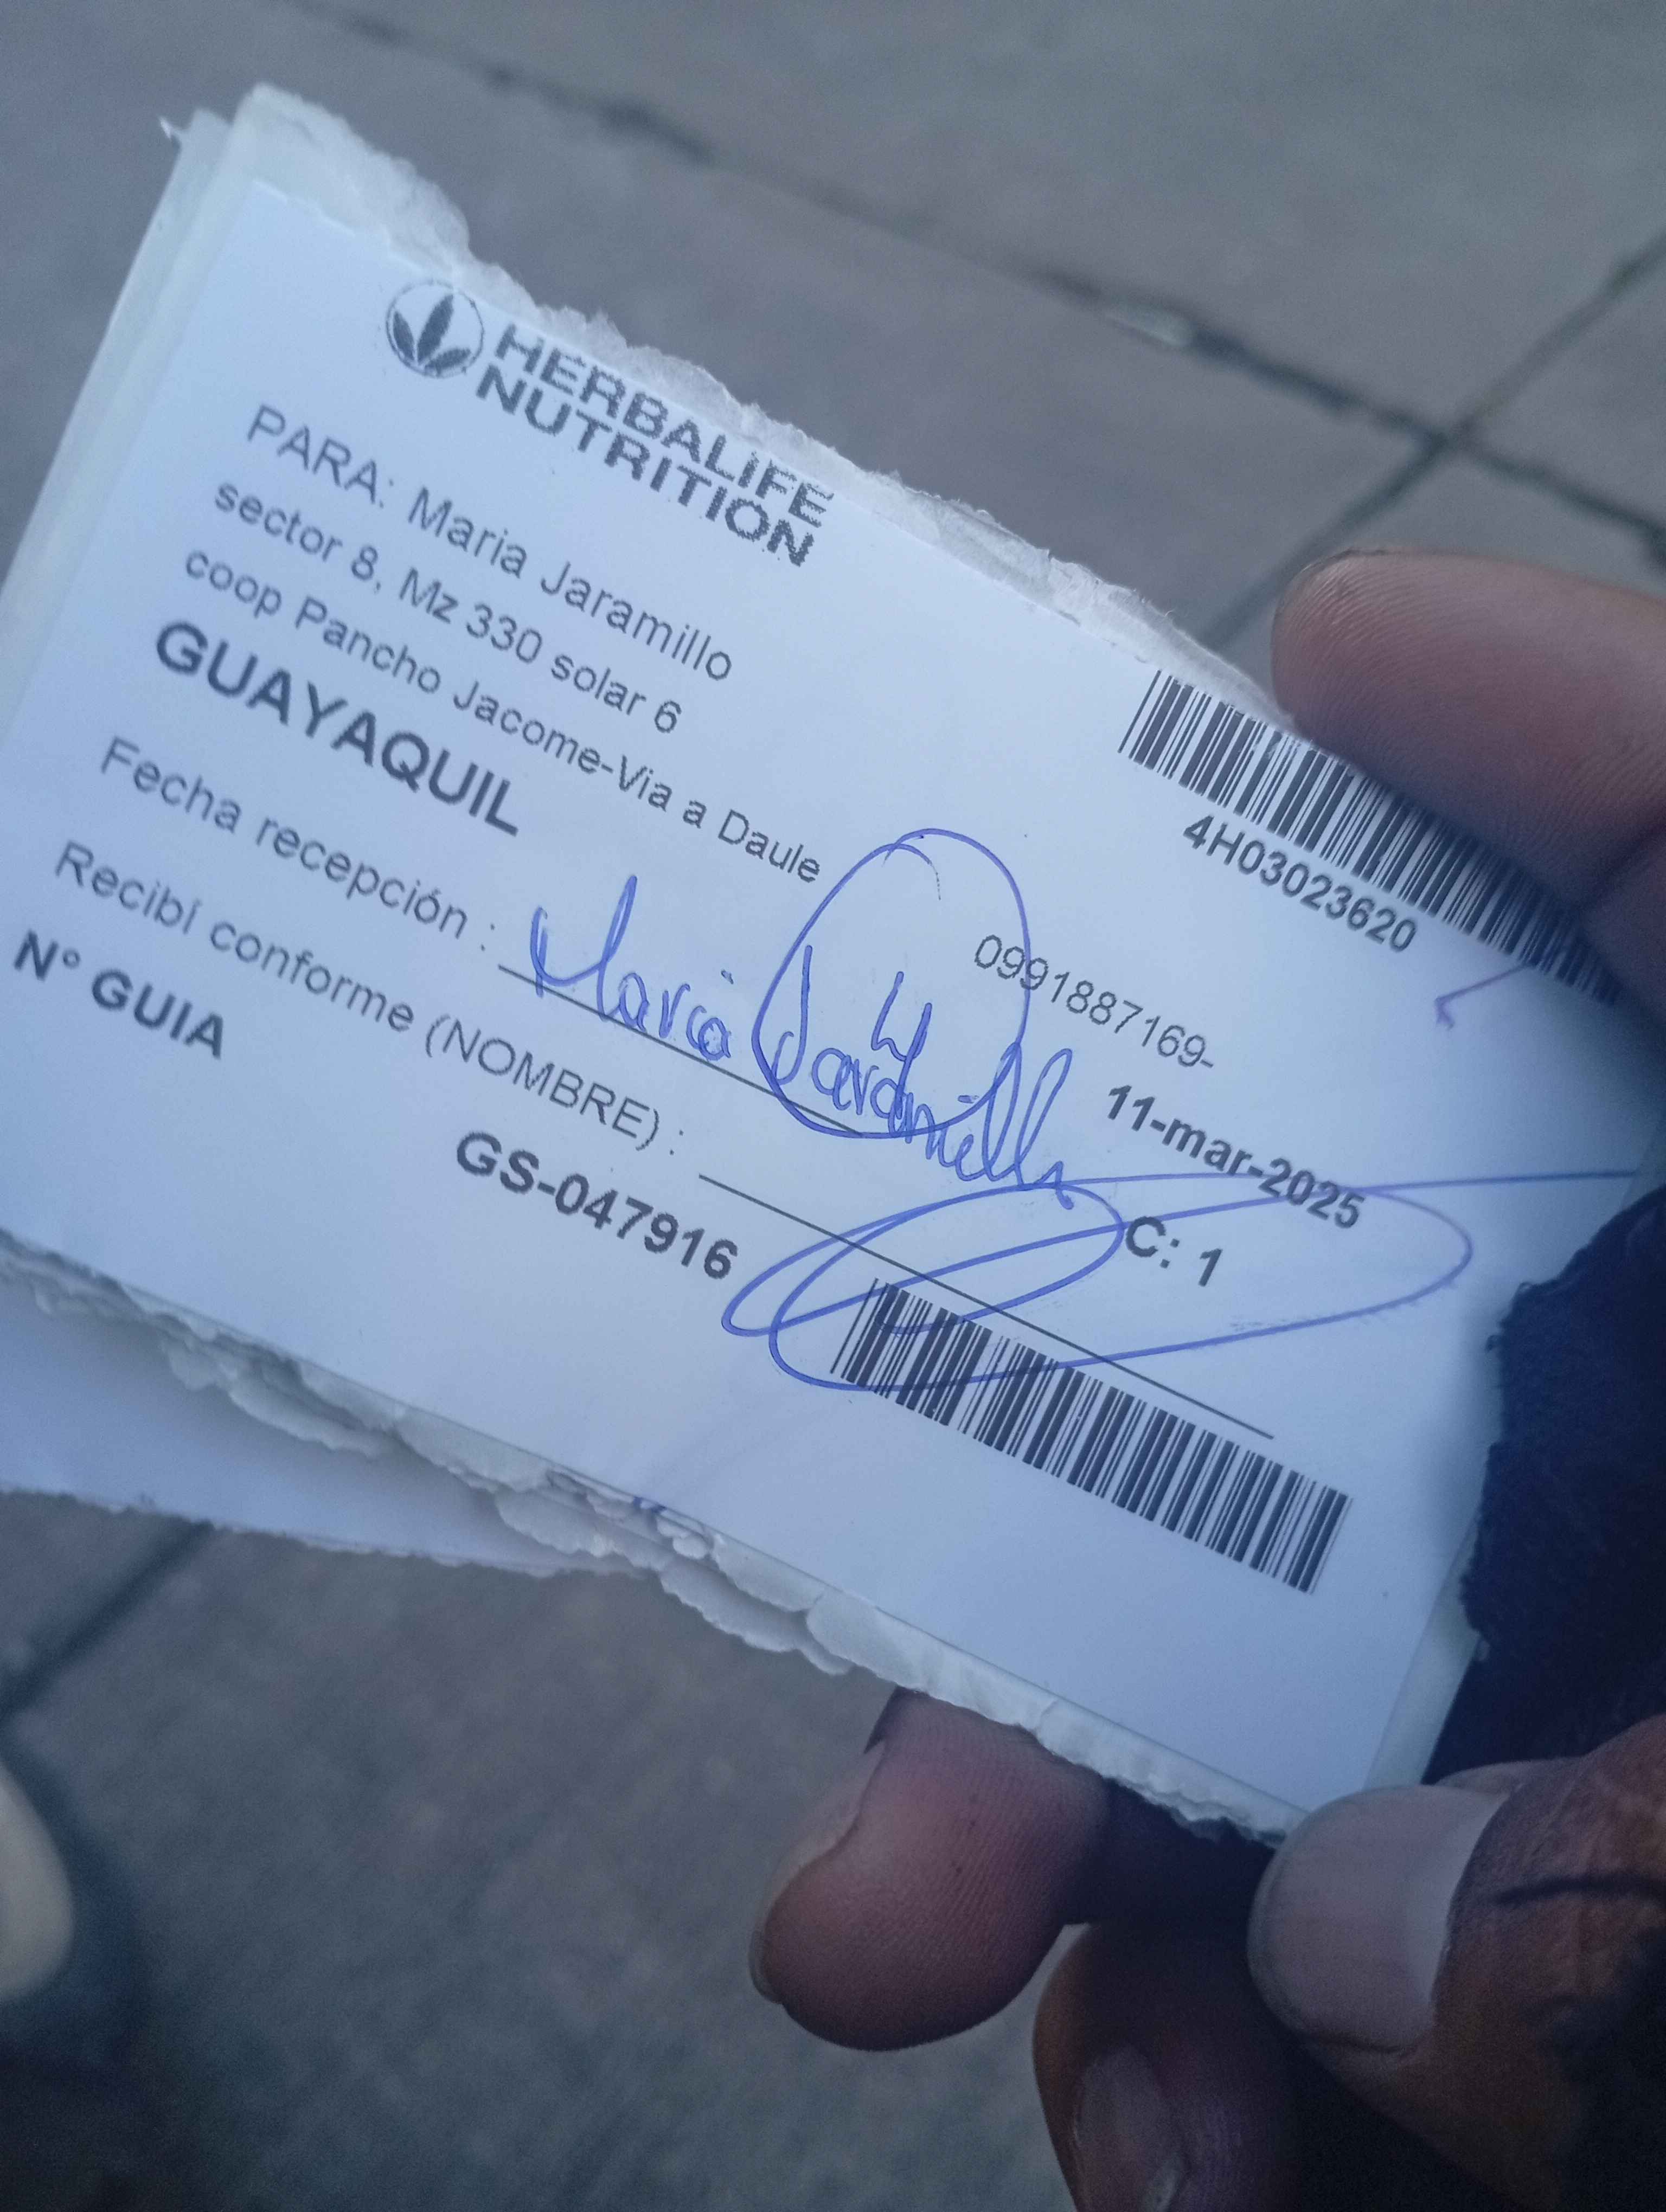 HERBALIFE
NUTRITION
PARA: Maria Jaramillo
sector 8, Mz 330 solar 6
coop Pancho Jacome-Via a Daule
GUAYAQUIL
4H03023620
0991887169-
Fecha recepción :
Maria Jaramillo
11-mar-2025
Recibí conforme (NOMBRE) :
C: 1
N° GUIA
GS-047916